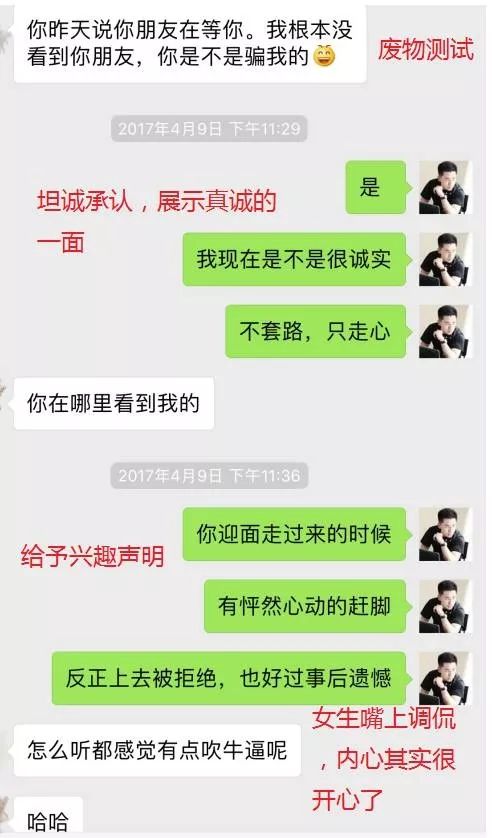 你昨天说你朋友在等你。我根本没
看到你朋友，你是不是骗我的😄
废物测试
2017年4月9日 下午11:29
是
坦诚承认，展示真诚的
一面
我现在是不是很诚实
不套路，只走心
你在哪里看到我的
2017年4月9日 下午11:36
你迎面走过来的时候
给予兴趣声明
有怦然心动的赶脚
反正上去被拒绝，也好过事后遗憾
女生嘴上调侃
，内心其实很
开心了
怎么听都感觉有点吹牛逼呢
哈哈